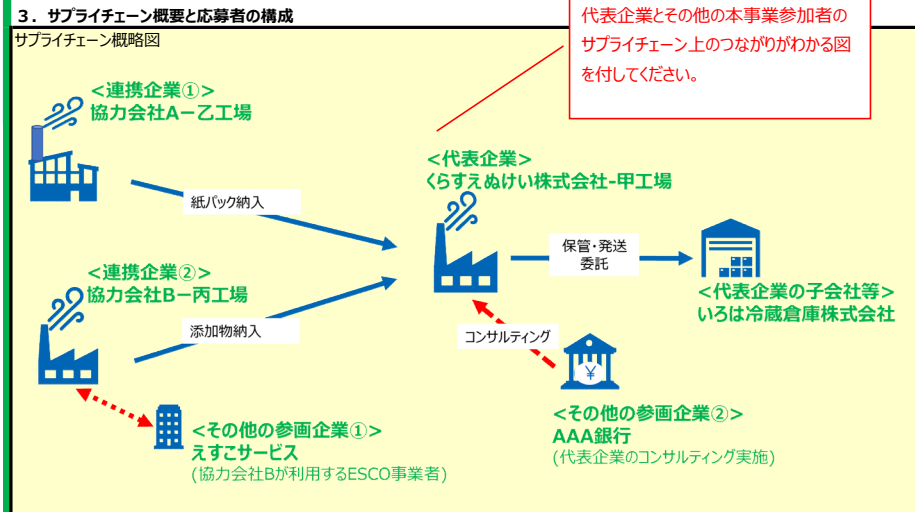 3．サプライチェーン概要と応募者の構成
代表企業とその他の本事業参加者の
サプライチェーン上のつながりがわかる図
を付してください。
サプライチェーン概略図
<連携企業①>
協力会社A－乙工場
紙パック納入
<代表企業>
くらすえぬけい株式会社-甲工場
保管・発送
委託
<代表企業の子会社等>
いろは冷蔵倉庫株式会社
<連携企業②>
協力会社B－丙工場
添加物納入
コンサルティング
¥
<その他の参画企業①>
えすこサービス
(協力会社Bが利用するESCO事業者)
<その他の参画企業②>
AAA銀行
(代表企業のコンサルティング実施)